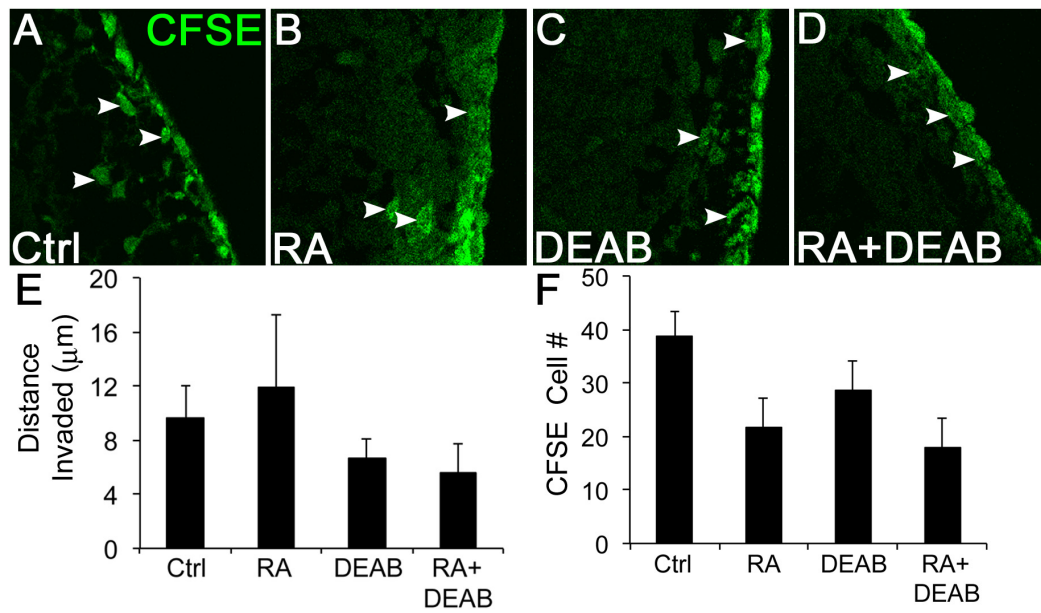 A CFSE B C D
Ctrl RA DEAB RA+DEAB
E
Distance
Invaded (μm)
20
16
12
8
4
0
Ctrl RA DEAB RA+
DEAB
F
CFSE Cell #
50
40
30
20
10
0
Ctrl RA DEAB RA+
DEAB